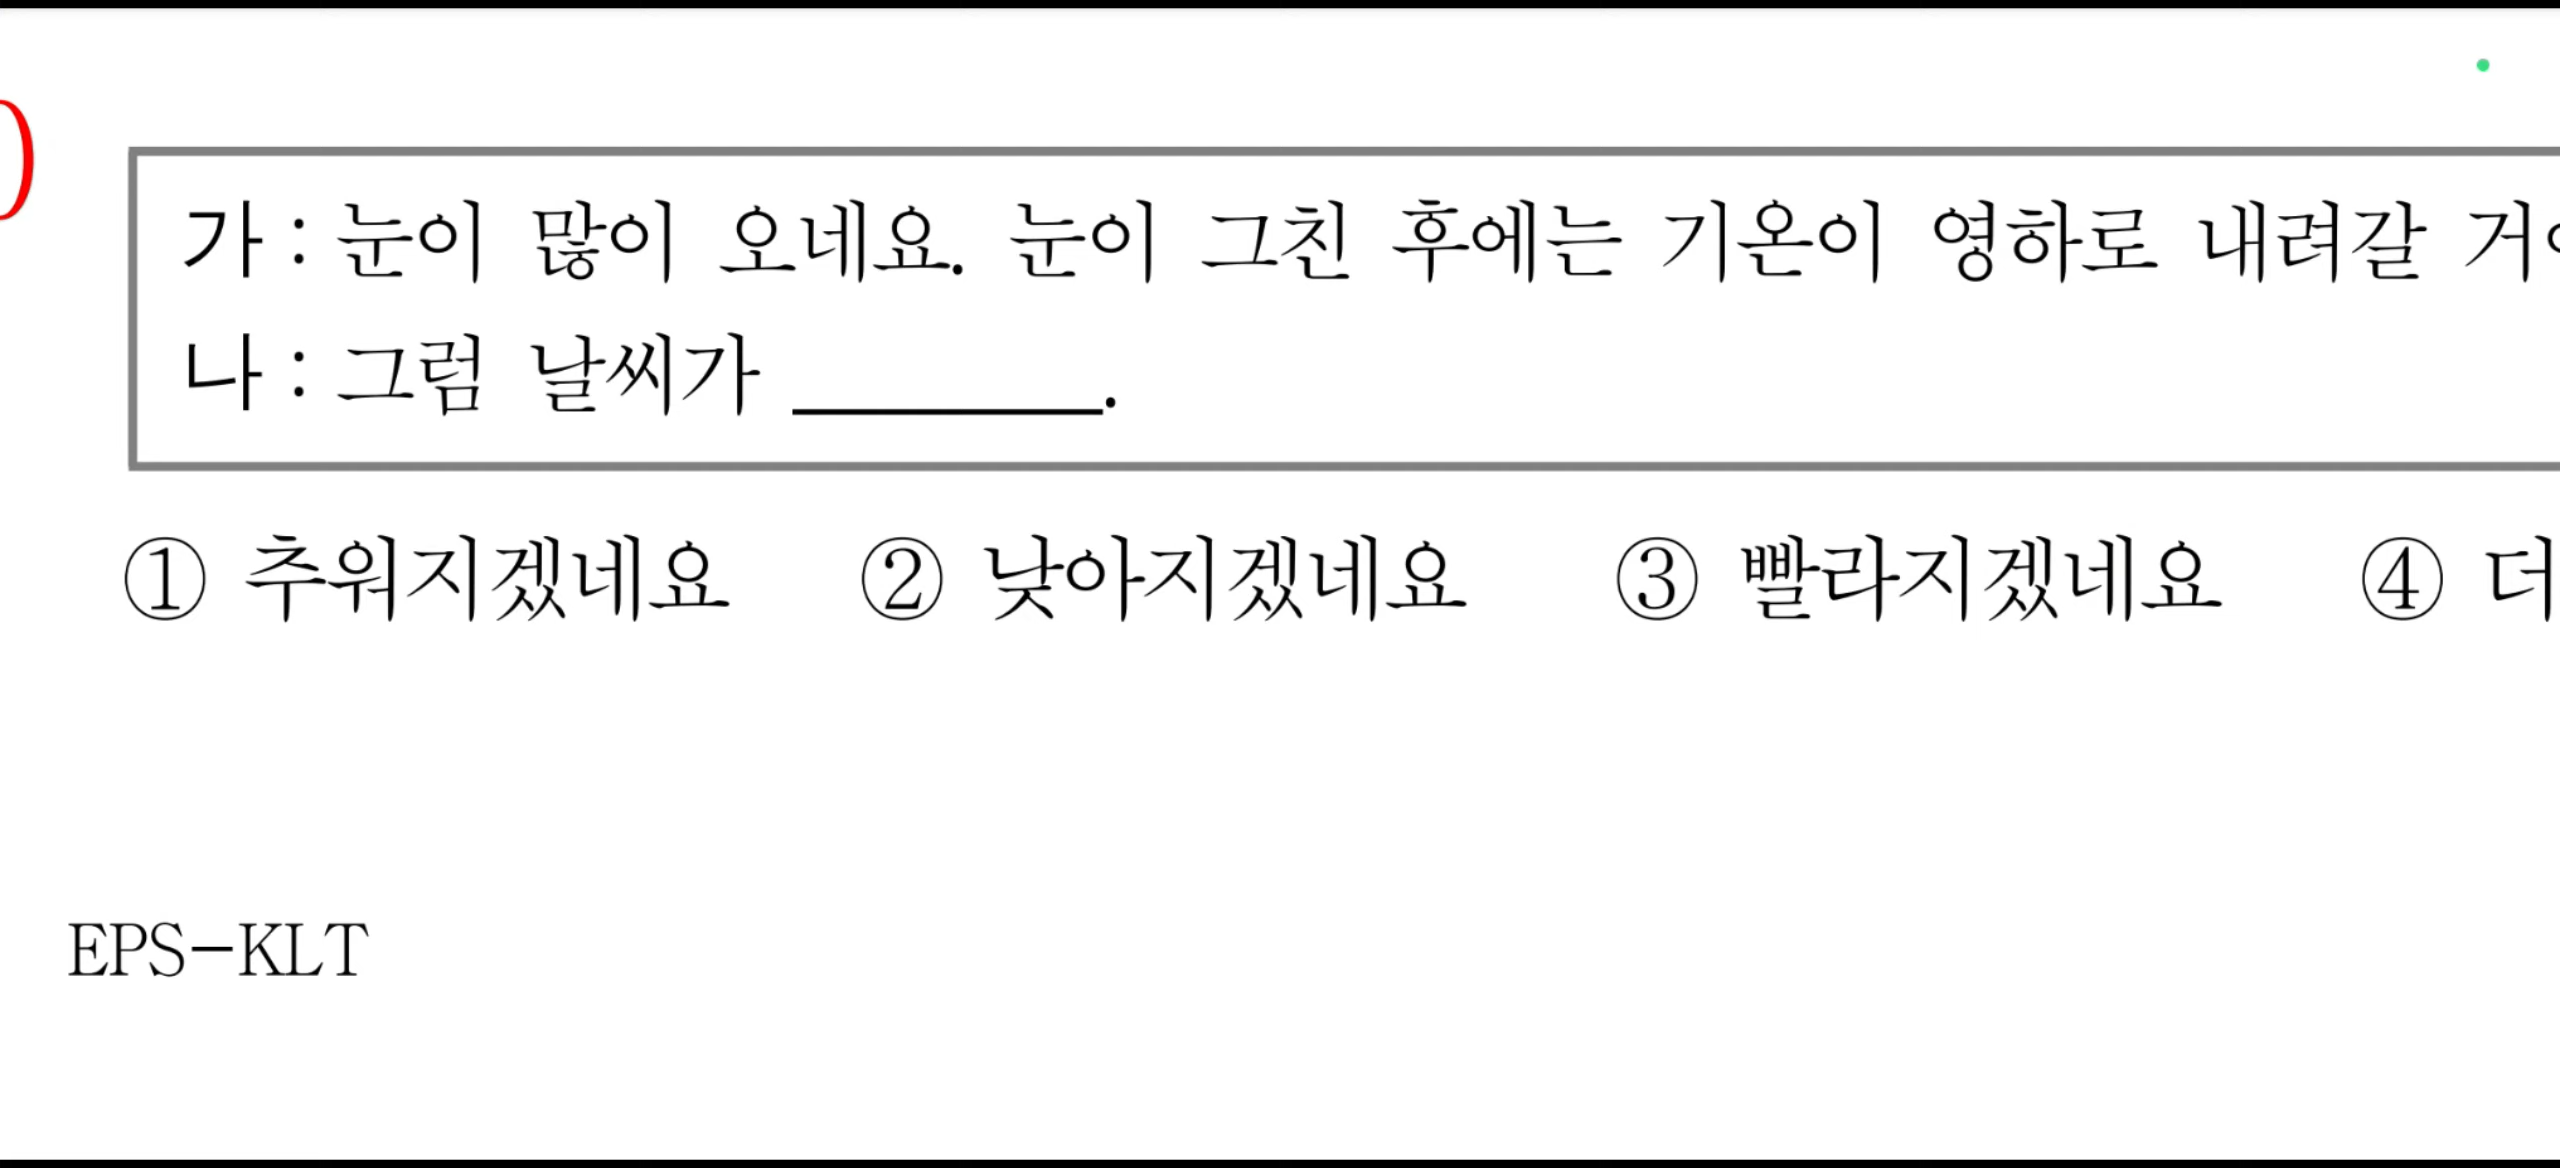 )
가 : 눈이 많이 오네요. 눈이 그친 후에는 기온이 영하로 내려갈
나 : 그럼 날씨가 ________.
① 추워지겠네요 ② 낮아지겠네요 ③ 빨라지겠네요 ④ 더
EPS-KLT